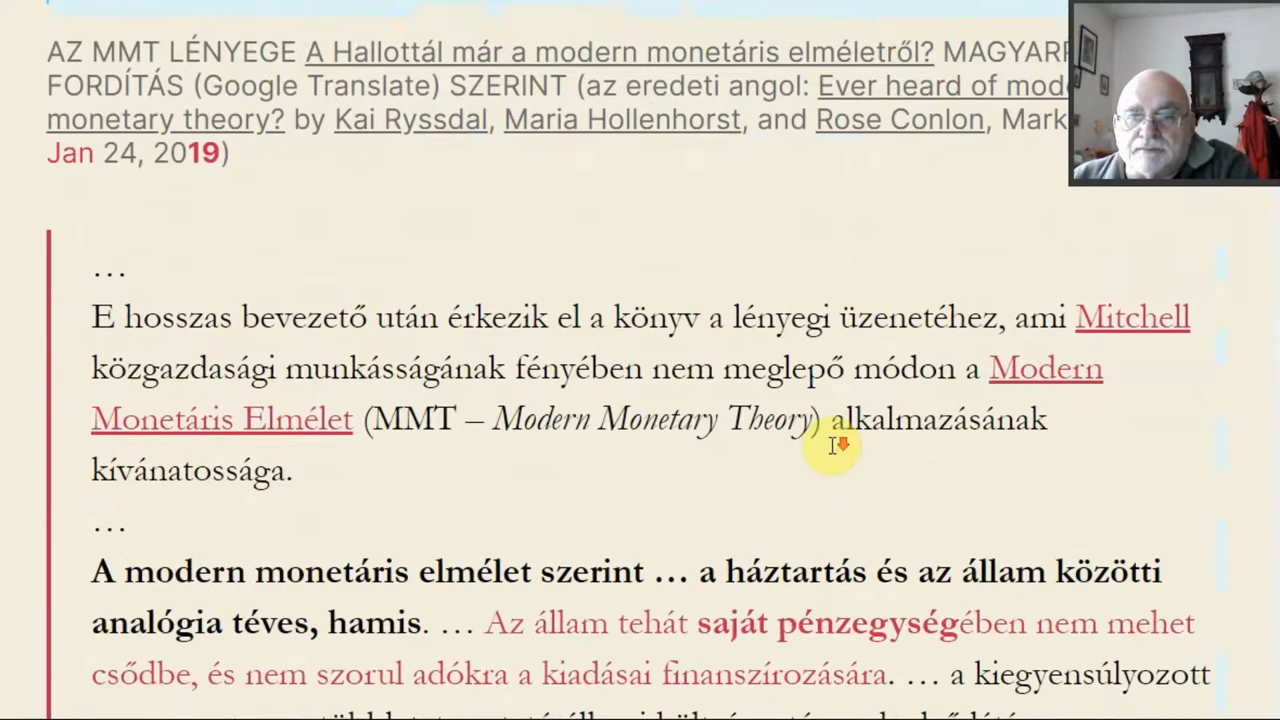 AZ MMT LÉNYEGE A Hallottál már a modern monetáris elméletről?
FORDÍTÁS (Google Translate) SZERINT (az eredeti angol: Ever heard of
monetary theory? by Kai Ryssdal, Maria Hollenhorst, and Rose Conlon,
Jan 24, 2019)
…
E hosszas bevezető után érkezik el a könyv a lényegi üzenetéhez, ami Mitchell
közgazdasági munkásságának fényében nem meglepő módon a Modern
Monetáris Elmélet (MMT – Modern Monetary Theory) alkalmazásának
kívánatossága.
…
A modern monetáris elmélet szerint … a háztartás és az állam közötti
analógia téves, hamis. … Az állam tehát saját pénzegységében nem mehet
csődbe, és nem szorul adókra a kiadásai finanszírozására. … a kiegyensúlyozott